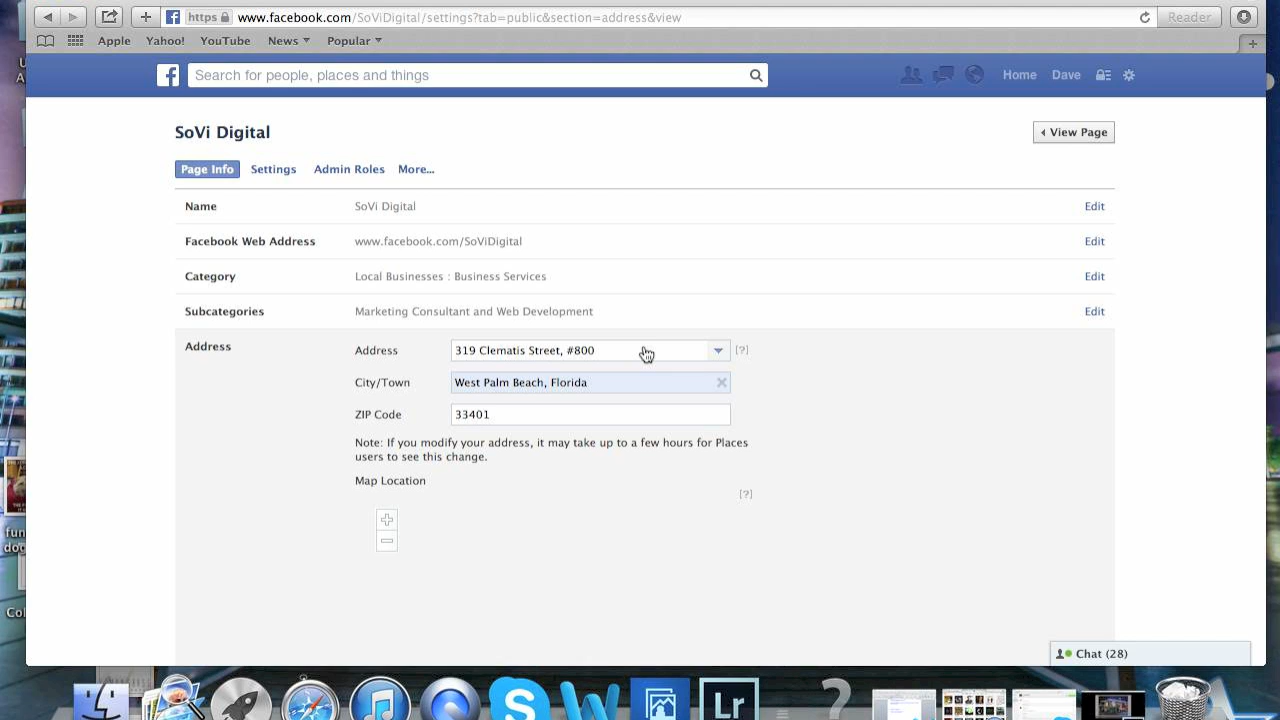 https www.facebook.com/SoViDigital/settings?tab=public&section=address&view
Reader
Apple Yahoo! YouTube News Popular
f Search for people, places and things
Home Dave
SoVi Digital
View Page
Page Info Settings Admin Roles More...
Name SoVi Digital Edit
Facebook Web Address www.facebook.com/SoViDigital Edit
Category Local Businesses : Business Services Edit
Subcategories Marketing Consultant and Web Development Edit
Address
Address 319 Clematis Street, #800 [?]
City/Town West Palm Beach, Florida
ZIP Code 33401
Note: If you modify your address, it may take up to a few hours for Places
users to see this change.
Map Location
[?]
fun
dog
Col
Chat (28)
S W Lr ?